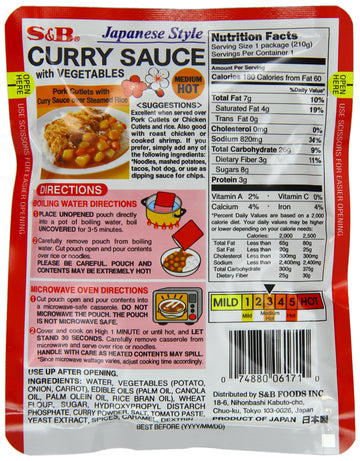 S&B®
Japanese Style
CURRY SAUCE
with VEGETABLES
MEDIUM
HOT
Pork Cutlets with
Curry Sauce over Steamed Rice
<SUGGESTIONS>
Excellent when served over
Pork Cutlets or Chicken
Cutlets and rice. Also good
with roast chicken or
cooked shrimp. If you
prefer, simply add any of
the following ingredients:
*Noodles, mashed potatoes,
tacos, hot dog, or use as
dipping sauce for chips.
OPEN
HERE
USE SCISSORS FOR EASIER OPENING
DIRECTIONS
BOILING WATER DIRECTIONS
1 PLACE UNOPENED pouch directly
into a pot of boiling water, boil
UNCOVERED for 3-5 minutes.
2 Carefully remove pouch from boiling
water. Cut pouch open and pour contents
over rice or noodles.
PLEASE BE CAREFUL. POUCH AND
CONTENTS MAY BE EXTREMELY HOT!
MICROWAVE OVEN DIRECTIONS
1 Cut pouch open and pour contents into
a microwave-safe casserole. DO NOT
MICROWAVE THE POUCH. THE POUCH
IS NOT MICROWAVE SAFE.
2 Cover and cook on High 1 MINUTE or until hot, and LET
STAND 30 SECONDS. Carefully remove casserole from
microwave and serve over rice or noodles.
HANDLE WITH CARE AS HEATED CONTENTS MAY SPILL.
*Since microwave wattages vary, adjust cooking time accordingly.
USE UP AFTER OPENING.
INGREDIENTS: WATER, VEGETABLES (POTATO,
ONION, CARROT), EDIBLE OILS (PALM OIL, CANOLA
OIL, PALM OLEIN OIL, RICE BRAN OIL), WHEAT
FLOUR, SUGAR, HYDROXYPROPYL DISTARCH
PHOSPHATE, CURRY POWDER, SALT, TOMATO PASTE,
YEAST EXTRACT, SPICES, CARAMEL, DEXTRIN
BEST BEFORE (YYYY/MM/DD)
Nutrition Facts
Serving Size 1 package (210g)
Servings Per Container 1
Amount Per Serving
Calories 180 Calories from Fat 60
%Daily Value*
Total Fat 7g 10%
Saturated Fat 4g 19%
Trans Fat 0g
Cholesterol 0mg 0%
Sodium 820mg 34%
Total Carbohydrate 26g 9%
Dietary Fiber 3g 11%
Sugars 8g
Protein 3g
Vitamin A 2% • Vitamin C 0%
Calcium 4% • Iron 4%
*Percent Daily Values are based on a 2,000
calorie diet. Your daily values may be higher
or lower depending on your calorie needs:
Calories: 2,000 2,500
Total Fat Less than 65g 80g
Sat Fat Less than 20g 25g
Cholesterol Less than 300mg 300mg
Sodium Less than 2,400mg 2,400mg
Total Carbohydrate 300g 375g
Dietary Fiber 25g 30g
MILD 1 2 3 4 5 HOT
Mild Medium Hot Hot
0 74880 06171 0
Distributed by S&B FOODS INC
18-6, Nihonbashi Kabuto-cho,
Chuo-ku, Tokyo 103-0026, Japan
PRODUCT OF JAPAN 日本製
OPEN
HERE
USE SCISSORS FOR EASIER OPENING